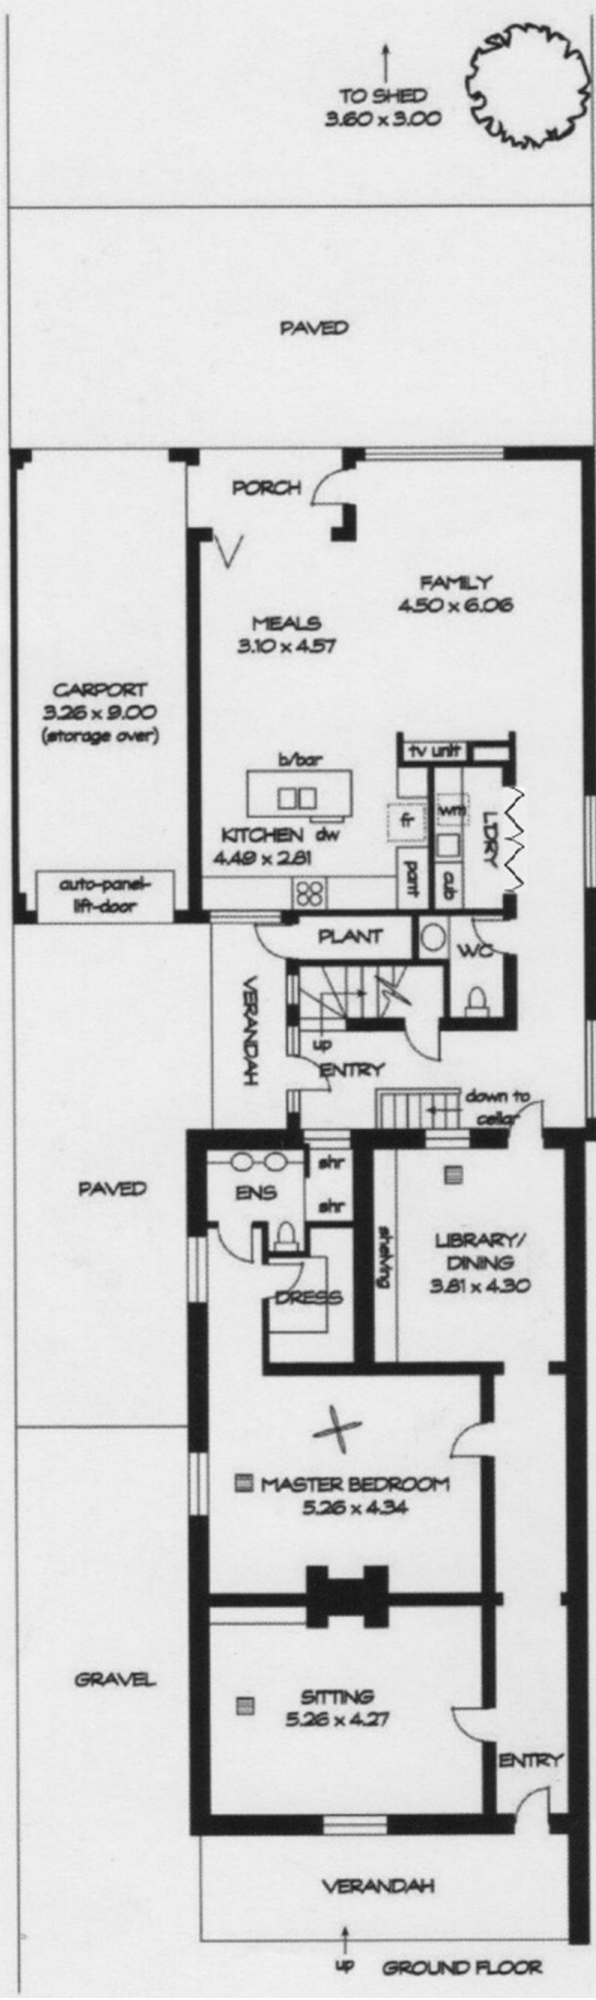 TO SHED
3.60 x 3.00
PAVED
PORCH
FAMILY
4.50 x 6.06
MEALS
3.10 x 4.57
CARPORT
3.26 x 9.00
(storage over)
tv unit
b/bar
KITCHEN dw
4.49 x 2.81
fr
wm
LDRY
pant
cub
auto-panel-
lift-door
PLANT
WC
VERANDAH
up
ENTRY
down to
cellar
PAVED
ENS
shr
shr
shelving
LIBRARY/
DINING
3.81 x 4.30
DRESS
MASTER BEDROOM
5.26 x 4.34
GRAVEL
SITTING
5.26 x 4.27
ENTRY
VERANDAH
up
GROUND FLOOR